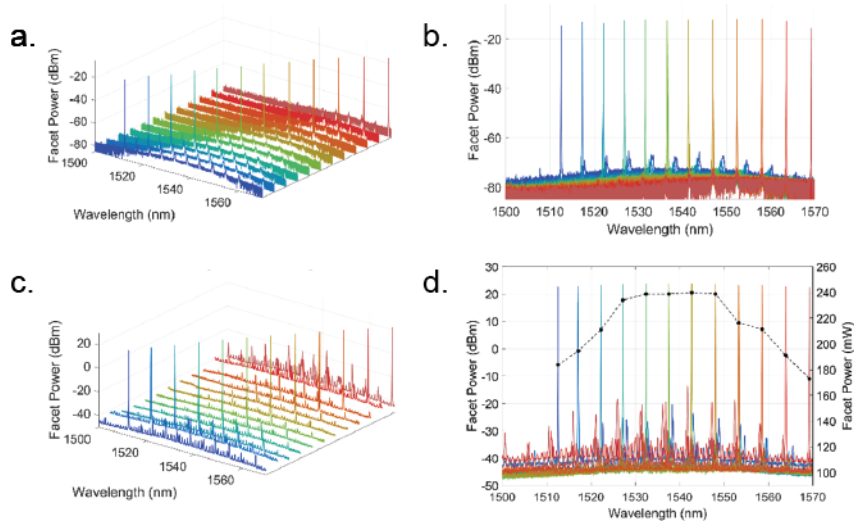 a.
Facet Power (dBm)
-20
-40
-60
-80
1500
1520
1540
1560
Wavelength (nm)
b.
Facet Power (dBm)
-20
-40
-60
-80
1500 1510 1520 1530 1540 1550 1560 1570
Wavelength (nm)
c.
Facet Power (dBm)
20
0
-20
-40
1500
1520
1540
1560
Wavelength (nm)
d.
Facet Power (dBm)
30
20
10
0
-10
-20
-30
-40
-50
1500 1510 1520 1530 1540 1550 1560 1570
Wavelength (nm)
260
240
220
200
180
160
140
120
100
Facet Power (mW)